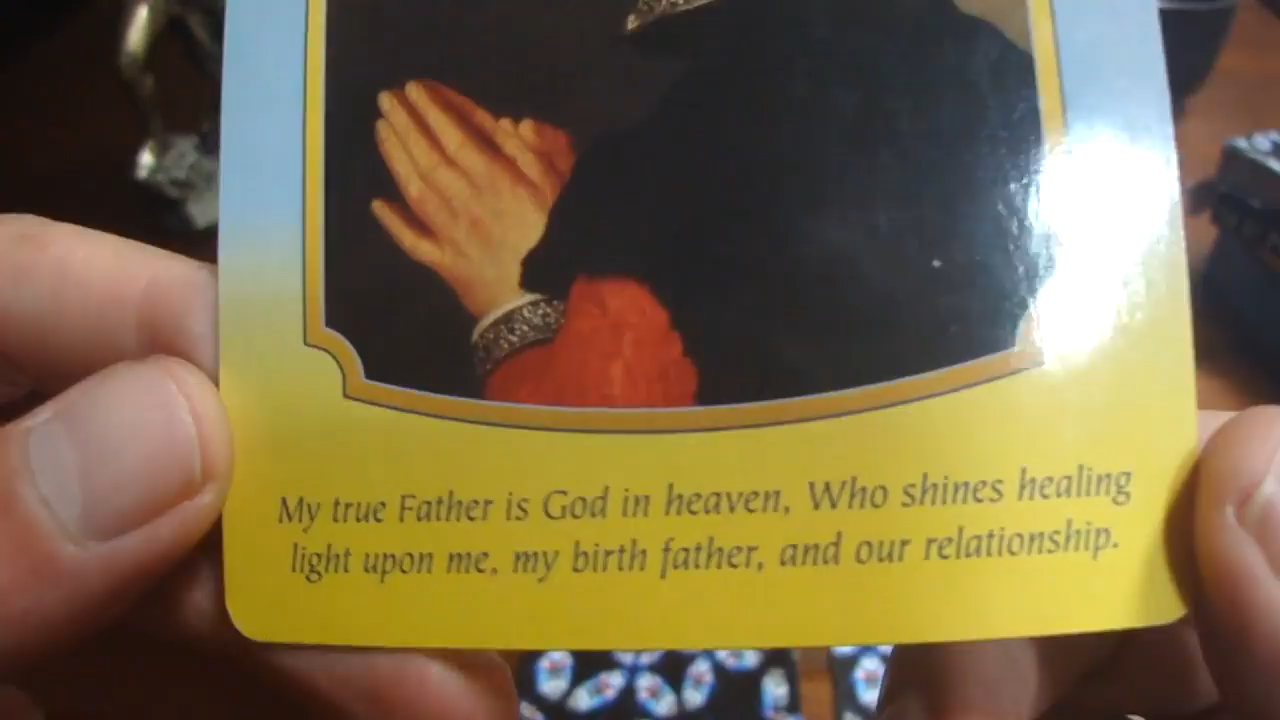 My true Father is God in heaven, Who shines healing
light upon me, my birth father, and our relationship.